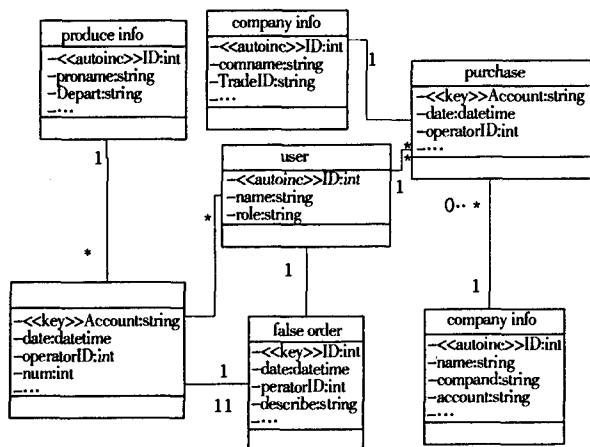 produce info
-<<autoinc>>ID:int
-proname:string
-Depart:string
-...
company info
-<<autoinc>>ID:int
-comname:string
-TradeID:string
-...
purchase
-<<key>>Account:string
-date:datetime
-operatorID:int
-...
user
-<<autoinc>>ID:int
-name:string
-role:string
1
1
*
*
1
0·· *
1
*
*
1
-<<key>>Account:string
-date:datetime
-operatorID:int
-num:int
-...
1
11
false order
-<<key>>ID:int
-date:datetime
-peratorID:int
-describe:string
-...
company info
-<<autoinc>>ID:int
-name:string
-compand:string
-account:string
-...